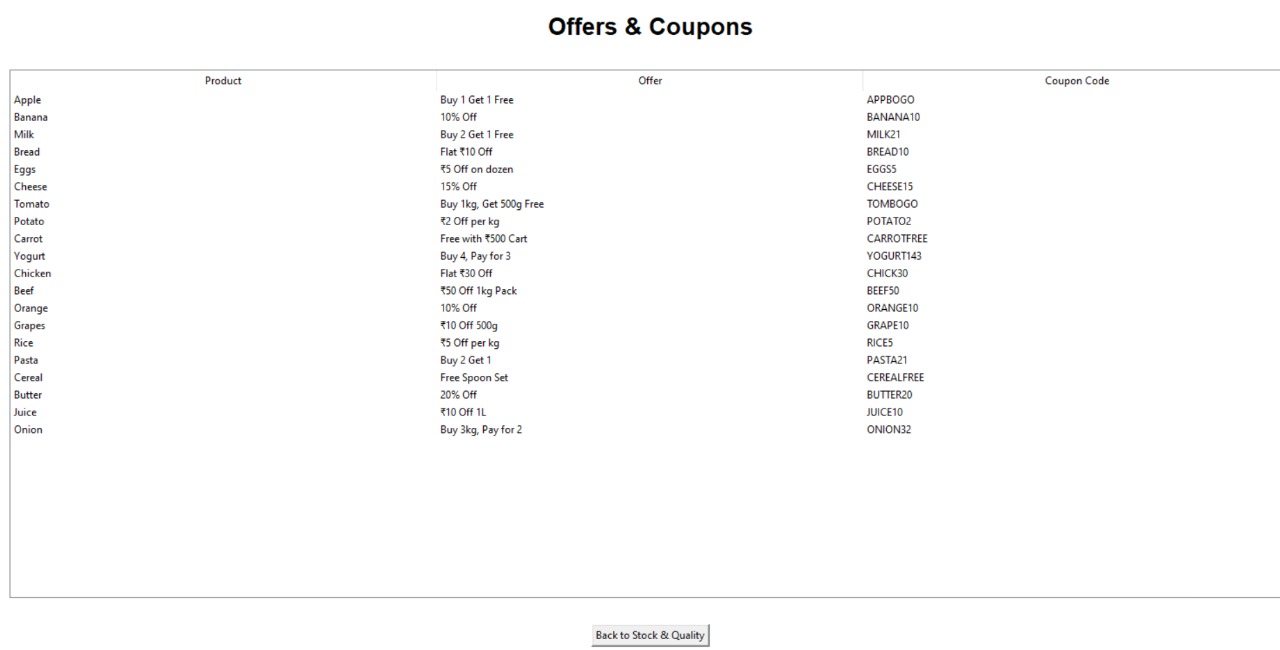 Offers & Coupons
Product Offer Coupon Code
Apple Buy 1 Get 1 Free APPBOGO
Banana 10% Off BANANA10
Milk Buy 2 Get 1 Free MILK21
Bread Flat ₹10 Off BREAD10
Eggs ₹5 Off on dozen EGGS5
Cheese 15% Off CHEESE15
Tomato Buy 1kg, Get 500g Free TOMBOGO
Potato ₹2 Off per kg POTATO2
Carrot Free with ₹500 Cart CARROTFREE
Yogurt Buy 4, Pay for 3 YOGURT143
Chicken Flat ₹30 Off CHICK30
Beef ₹50 Off 1kg Pack BEEF50
Orange 10% Off ORANGE10
Grapes ₹10 Off 500g GRAPE10
Rice ₹5 Off per kg RICE5
Pasta Buy 2 Get 1 PASTA21
Cereal Free Spoon Set CEREALFREE
Butter 20% Off BUTTER20
Juice ₹10 Off 1L JUICE10
Onion Buy 3kg, Pay for 2 ONION32
Back to Stock & Quality